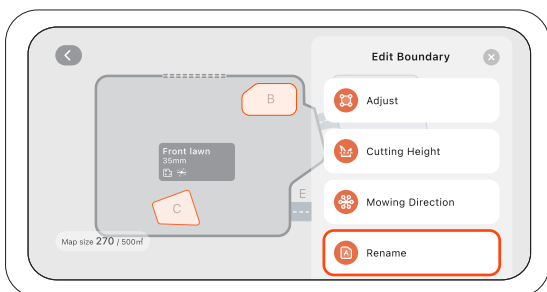 Edit Boundary
B
Adjust
Front lawn
35mm
Cutting Height
E
Mowing Direction
C
Map size 270 / 500㎡
A
Rename